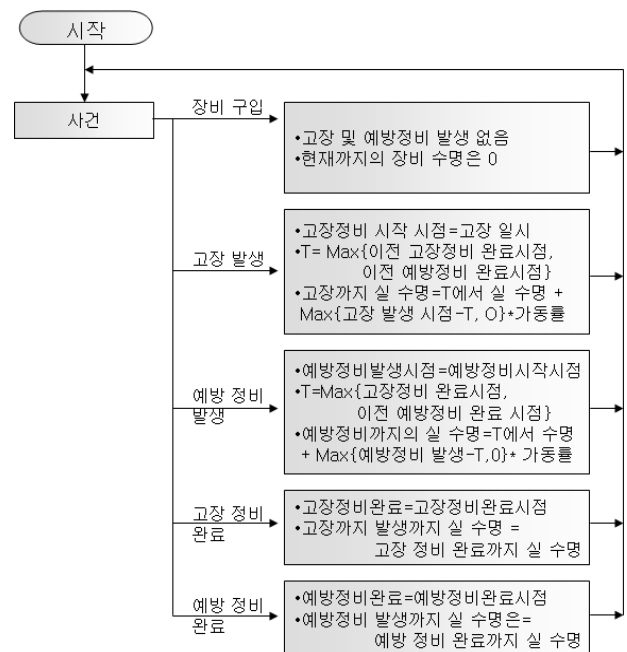 시작
사건
장비 구입
•고장 및 예방정비 발생 없음
•현재까지의 장비 수명은 0
고장 발생
•고장정비 시작 시점=고장 일시
•T= Max{이전 고장정비 완료시점,
이전 예방정비 완료시점}
•고장까지 실 수명=T에서 실 수명 +
Max{고장 발생 시점-T, O}*가동률
예방 정비
발생
•예방정비발생시점=예방정비시작시점
•T=Max{고장정비 완료시점,
이전 예방정비 완료 시점}
•예방정비까지의 실 수명=T에서 수명
+ Max{예방정비 발생-T,0}* 가동률
고장 정비
완료
•고장정비완료=고장정비완료시점
•고장까지 발생까지 실 수명 =
고장 정비 완료까지 실 수명
예방 정비
완료
•예방정비완료=예방정비완료시점
•예방정비 발생까지 실 수명은=
예방 정비 완료까지 실 수명